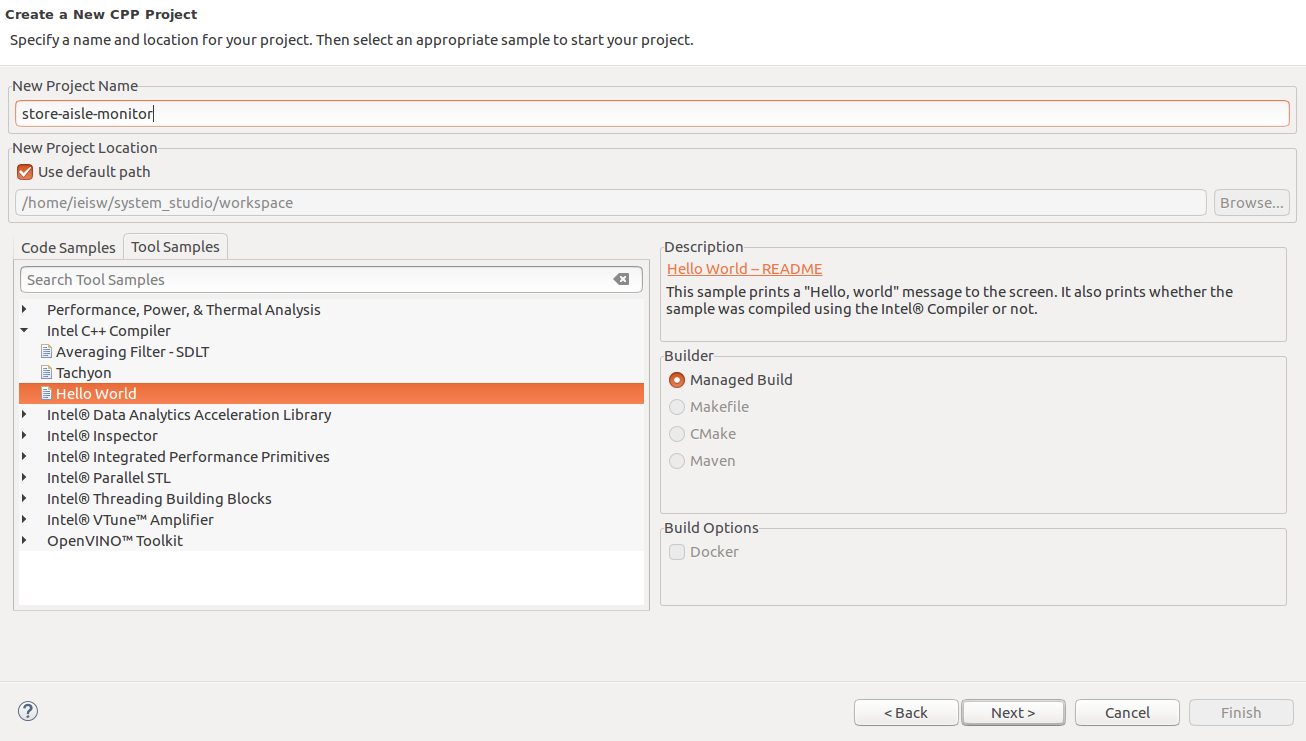 Create a New CPP Project
Specify a name and location for your project. Then select an appropriate sample to start your project.
New Project Name
store-aisle-monitor
New Project Location
Use default path
/home/ieisw/system_studio/workspace
Browse...
Code Samples
Tool Samples
Search Tool Samples
Performance, Power, & Thermal Analysis
Intel C++ Compiler
Averaging Filter - SDLT
Tachyon
Hello World
Intel® Data Analytics Acceleration Library
Intel® Inspector
Intel® Integrated Performance Primitives
Intel® Parallel STL
Intel® Threading Building Blocks
Intel® VTune™ Amplifier
OpenVINO™ Toolkit
Description
Hello World – README
This sample prints a "Hello, world" message to the screen. It also prints whether the
sample was compiled using the Intel® Compiler or not.
Builder
Managed Build
Makefile
CMake
Maven
Build Options
Docker
?
< Back
Next >
Cancel
Finish